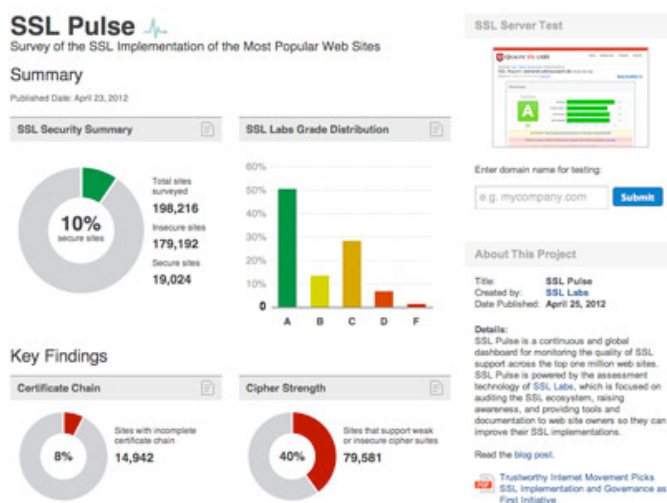 SSL Pulse
Survey of the SSL Implementation of the Most Popular Web Sites
Summary
Published Date: April 23, 2012
SSL Security Summary
10%
secure sites
Total sites
surveyed
198,216
Insecure sites
179,192
Secure sites
19,024
SSL Labs Grade Distribution
60%
50%
40%
30%
20%
10%
0
A B C D F
Key Findings
Certificate Chain
8%
Sites with incomplete
certificate chain
14,942
Cipher Strength
40%
Sites that support weak
or insecure cipher suites
79,581
SSL Server Test
QUALYS SSL LABS
A
Enter domain name for testing:
e.g. mycompany.com
Submit
About This Project
Title: SSL Pulse
Created by: SSL Labs
Date Published: April 25, 2012
Details:
SSL Pulse is a continuous and global
dashboard for monitoring the quality of SSL
support across the top one million web sites.
SSL Pulse is powered by the assessment
technology of SSL Labs, which is focused on
auditing the SSL ecosystem, raising
awareness, and providing tools and
documentation to web site owners so they can
improve their SSL implementations.
Read the blog post.
PDF
Trustworthy Internet Movement Picks
SSL Implementation and Governance as
First Initiative